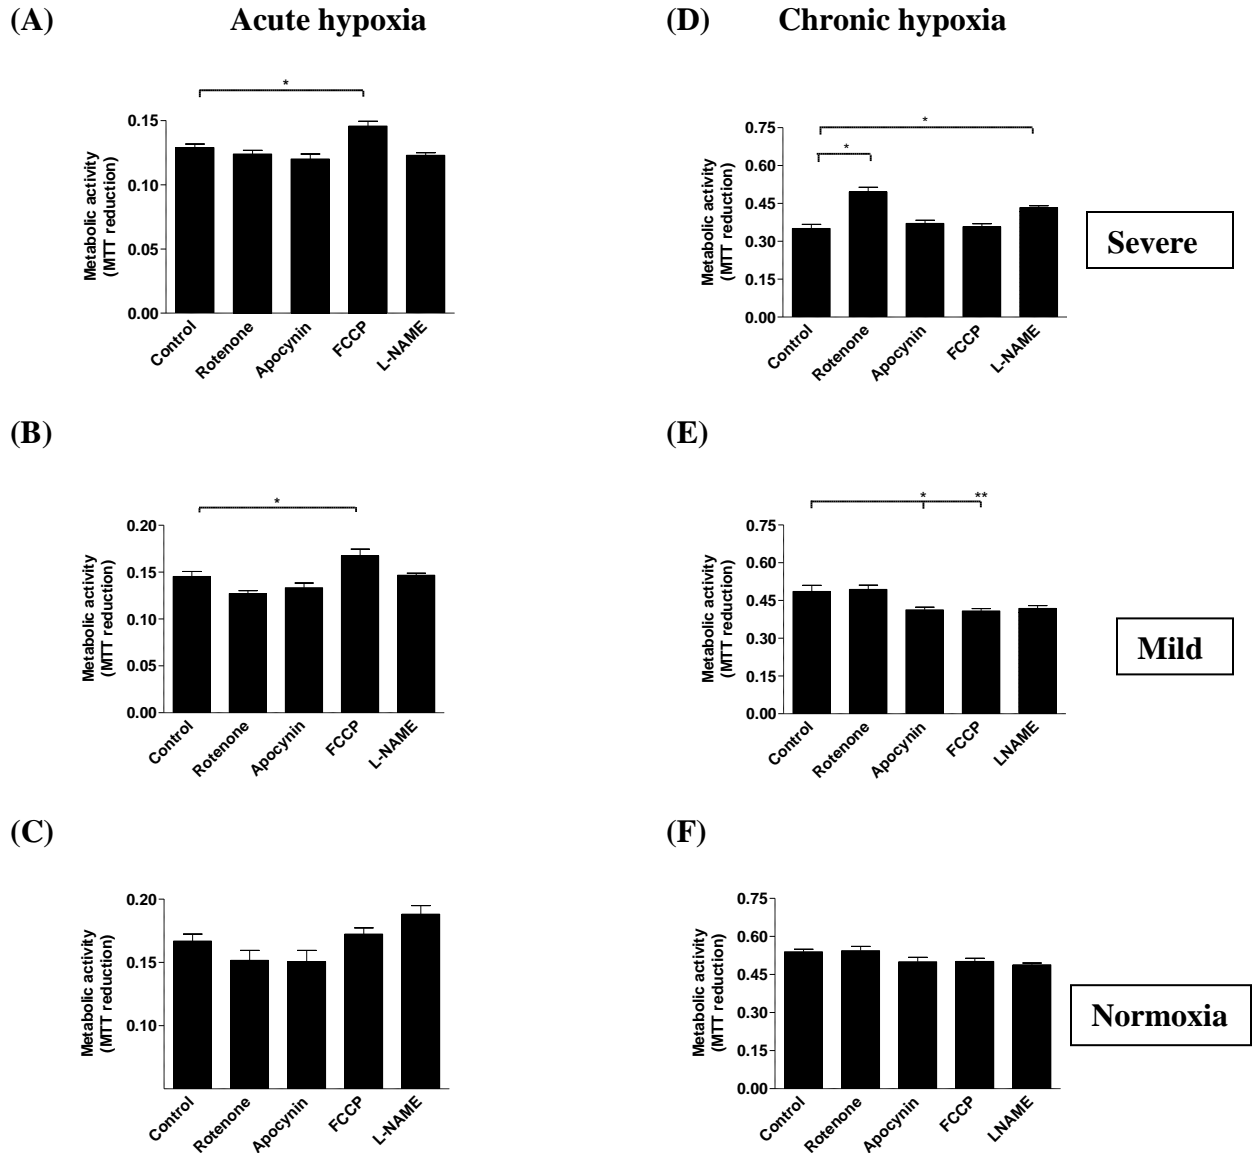 (A) Acute hypoxia
*
Metabolic activity
(MTT reduction)
0.15
0.10
0.05
0.00
Control Rotenone Apocynin FCCP L-NAME
(D) Chronic hypoxia
*
*
Metabolic activity
(MTT reduction)
0.75
0.60
0.45
0.30
0.15
0.00
Control Rotenone Apocynin FCCP L-NAME
Severe
(B)
*
Metabolic activity
(MTT reduction)
0.20
0.15
0.10
0.05
0.00
Control Rotenone Apocynin FCCP L-NAME
(E)
* **
Metabolic activity
(MTT reduction)
0.75
0.60
0.45
0.30
0.15
0.00
Control Rotenone Apocynin FCCP LNAME
Mild
(C)
Metabolic activity
(MTT reduction)
0.20
0.15
0.10
Control Rotenone Apocynin FCCP L-NAME
(F)
Metabolic activity
(MTT reduction)
0.75
0.60
0.45
0.30
0.15
0.00
Control Rotenone Apocynin FCCP LNAME
Normoxia